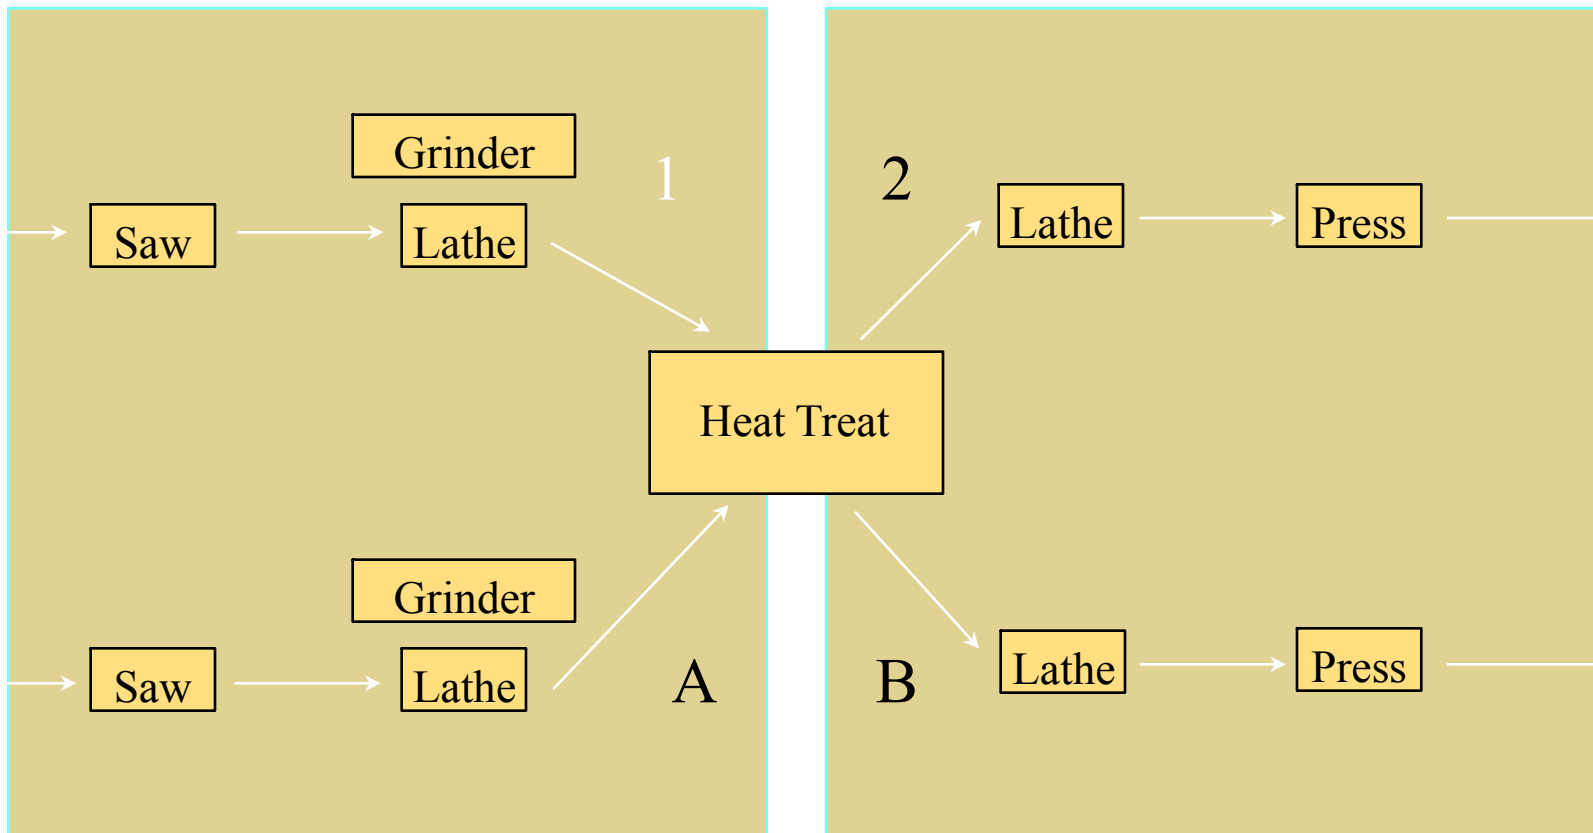 Grinder
1
2
Saw
Lathe
Lathe
Press
Heat Treat
Grinder
Saw
Lathe
A
B
Lathe
Press